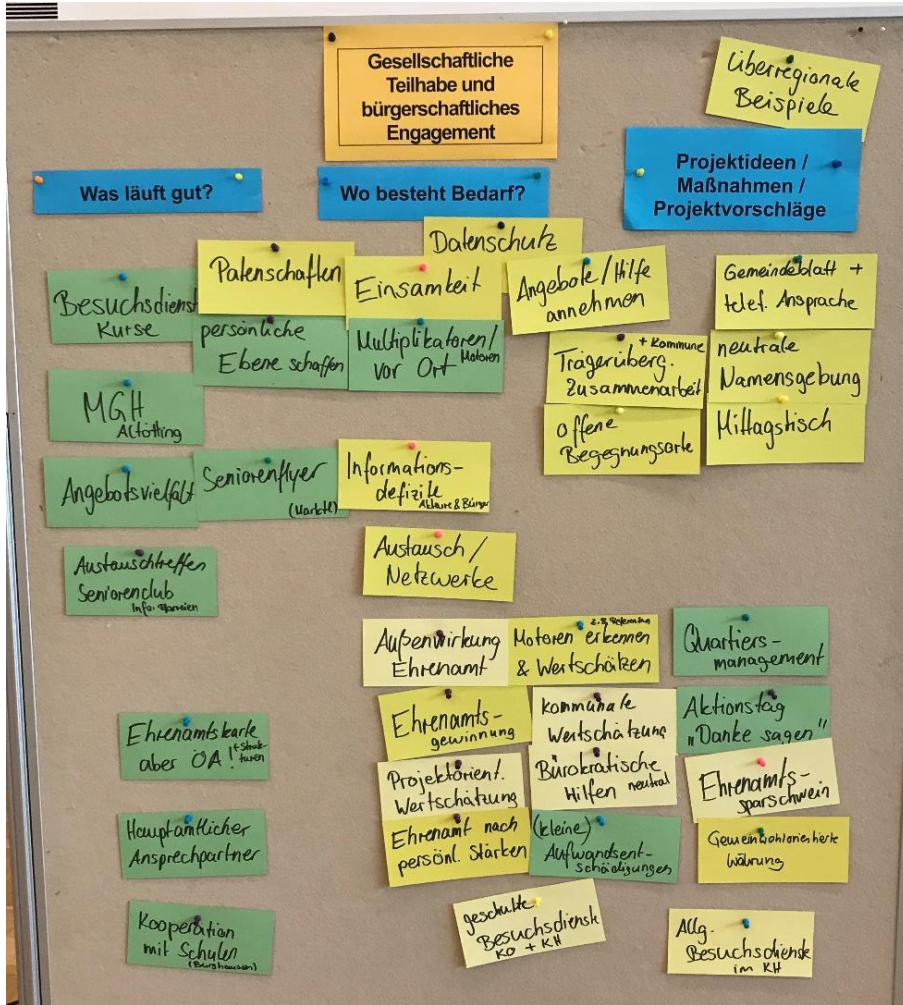 Gesellschaftliche
Teilhabe und
bürgerschaftliches
Engagement
Überregionale
Beispiele
Was läuft gut?
Wo besteht Bedarf?
Projektideen /
Maßnahmen /
Projektvorschläge
Besuchsdienst
Kurse
Patenschaften
persönliche
Ebene schaffen
MGH
Altötting
Angebotsvielfalt
Seniorenflyer
(Marktl)
Austauschtreffen
Seniorenclub
Info: Pfarreien
Ehrenamtskarte
aber ÖA!
+ Struk-
turen
Hauptamtlicher
Ansprechpartner
Kooperation
mit Schulen
(Burghausen)
Datenschutz
Einsamkeit
Multiplikatoren/
vor Ort Motoren
Angebote/Hilfe
annehmen
+ Kommune
Trägerüberg.
Zusammenarbeit
offene
Begegnungsorte
Informations-
defizite
Akteure & Bürger
Austausch/
Netzwerke
Außenwirkung
Ehrenamt
z.B.
Motoren erkennen
& Wertschätzen
Ehrenamts-
gewinnung
kommunale
Wertschätzung
Projektorient.
Wertschätzung
Bürokratische
Hilfen neutral
Ehrenamt nach
persönl. Stärken
(kleine)
Aufwandsent-
schädigungen
geschulte
Besuchsdienste
KO + KH
Gemeindeblatt +
telef. Ansprache
neutrale
Namensgebung
Mittagstisch
Quartiers-
management
Aktionstag
„Danke sagen"
Ehrenamts-
sparschwein
Gemeinwohlorientierte
Währung
Allg.
Besuchsdienste
im KH